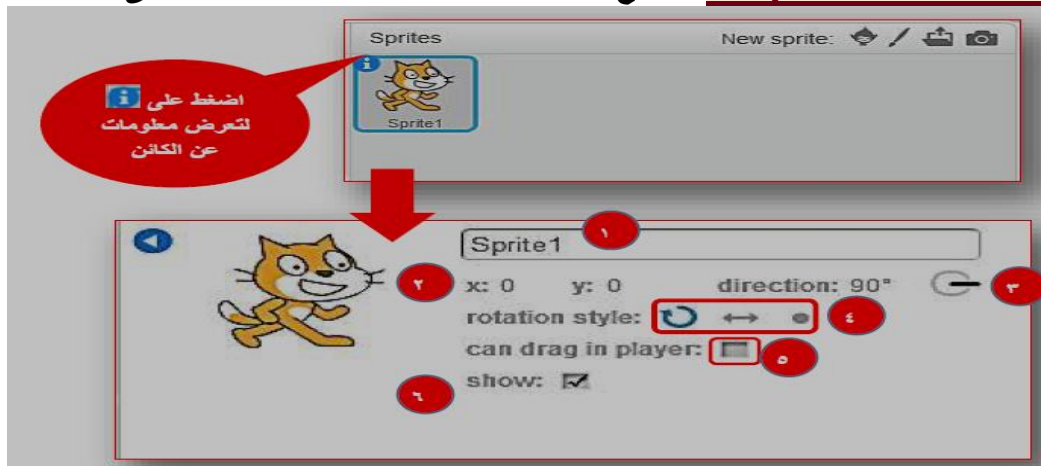 Sprites
New sprite:
اضغط على
لتعرض معلومات
عن الكائن
Sprite1
Sprite1
١
٢
x: 0 y: 0 direction: 90°
٣
rotation style:
٤
can drag in player:
٥
show:
٦